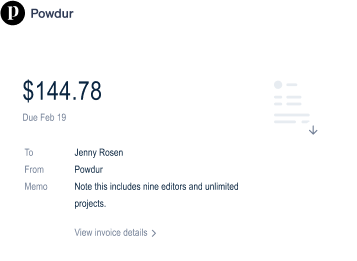 Powdur
$144.78
Due Feb 19
To Jenny Rosen
From Powdur
Memo Note this includes nine editors and unlimited
projects.
View invoice details